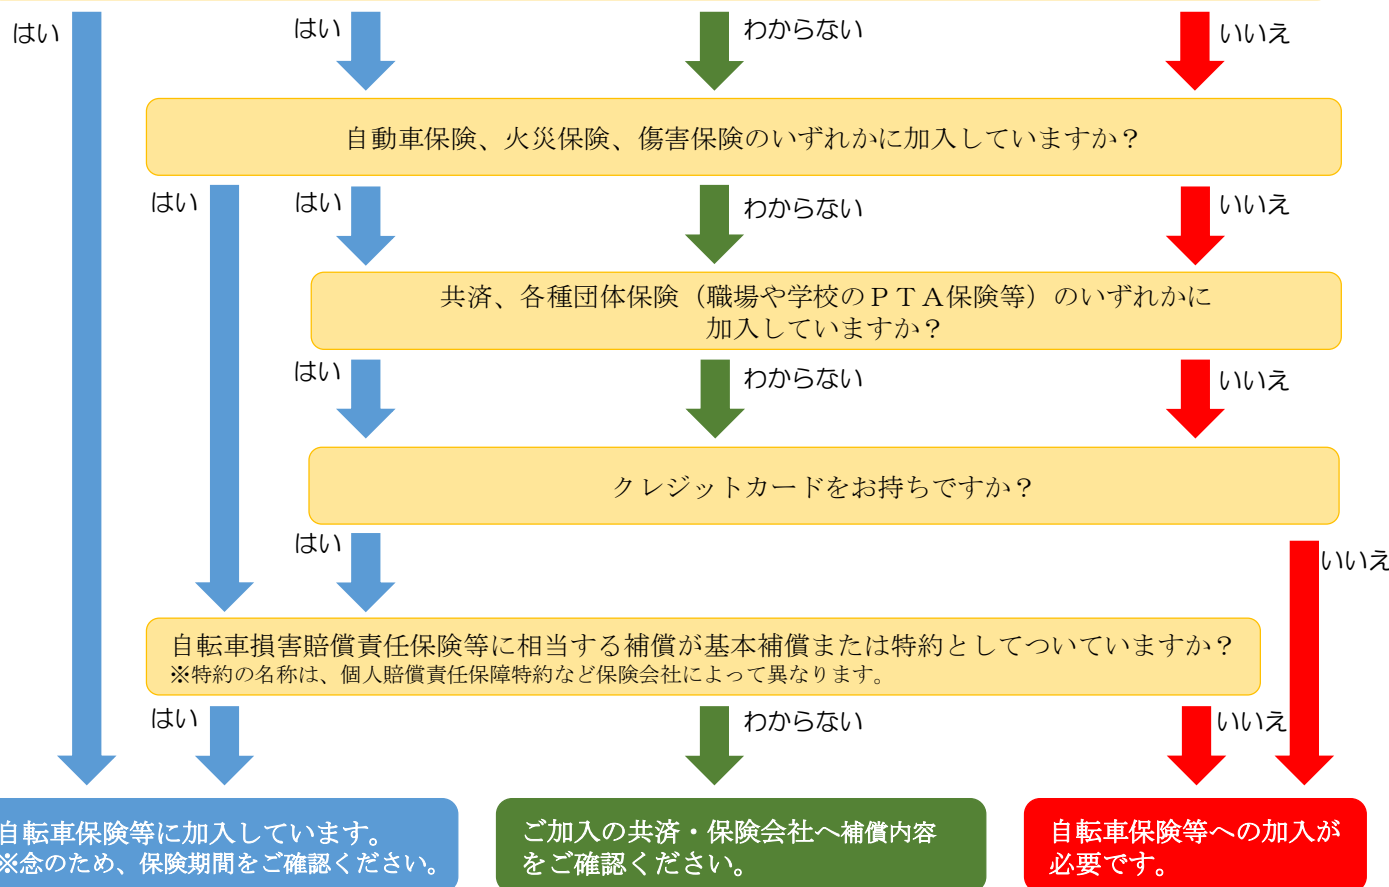 はい
はい
わからない
いいえ
自動車保険、火災保険、傷害保険のいずれかに加入していますか？
はい
はい
わからない
いいえ
共済、各種団体保険（職場や学校のＰＴＡ保険等）のいずれかに
加入していますか？
はい
わからない
いいえ
クレジットカードをお持ちですか？
はい
いいえ
自転車損害賠償責任保険等に相当する補償が基本補償または特約としてついていますか？
※特約の名称は、個人賠償責任保障特約など保険会社によって異なります。
はい
わからない
いいえ
自転車保険等に加入しています。
※念のため、保険期間をご確認ください。
ご加入の共済・保険会社へ補償内容
をご確認ください。
自転車保険等への加入が
必要です。